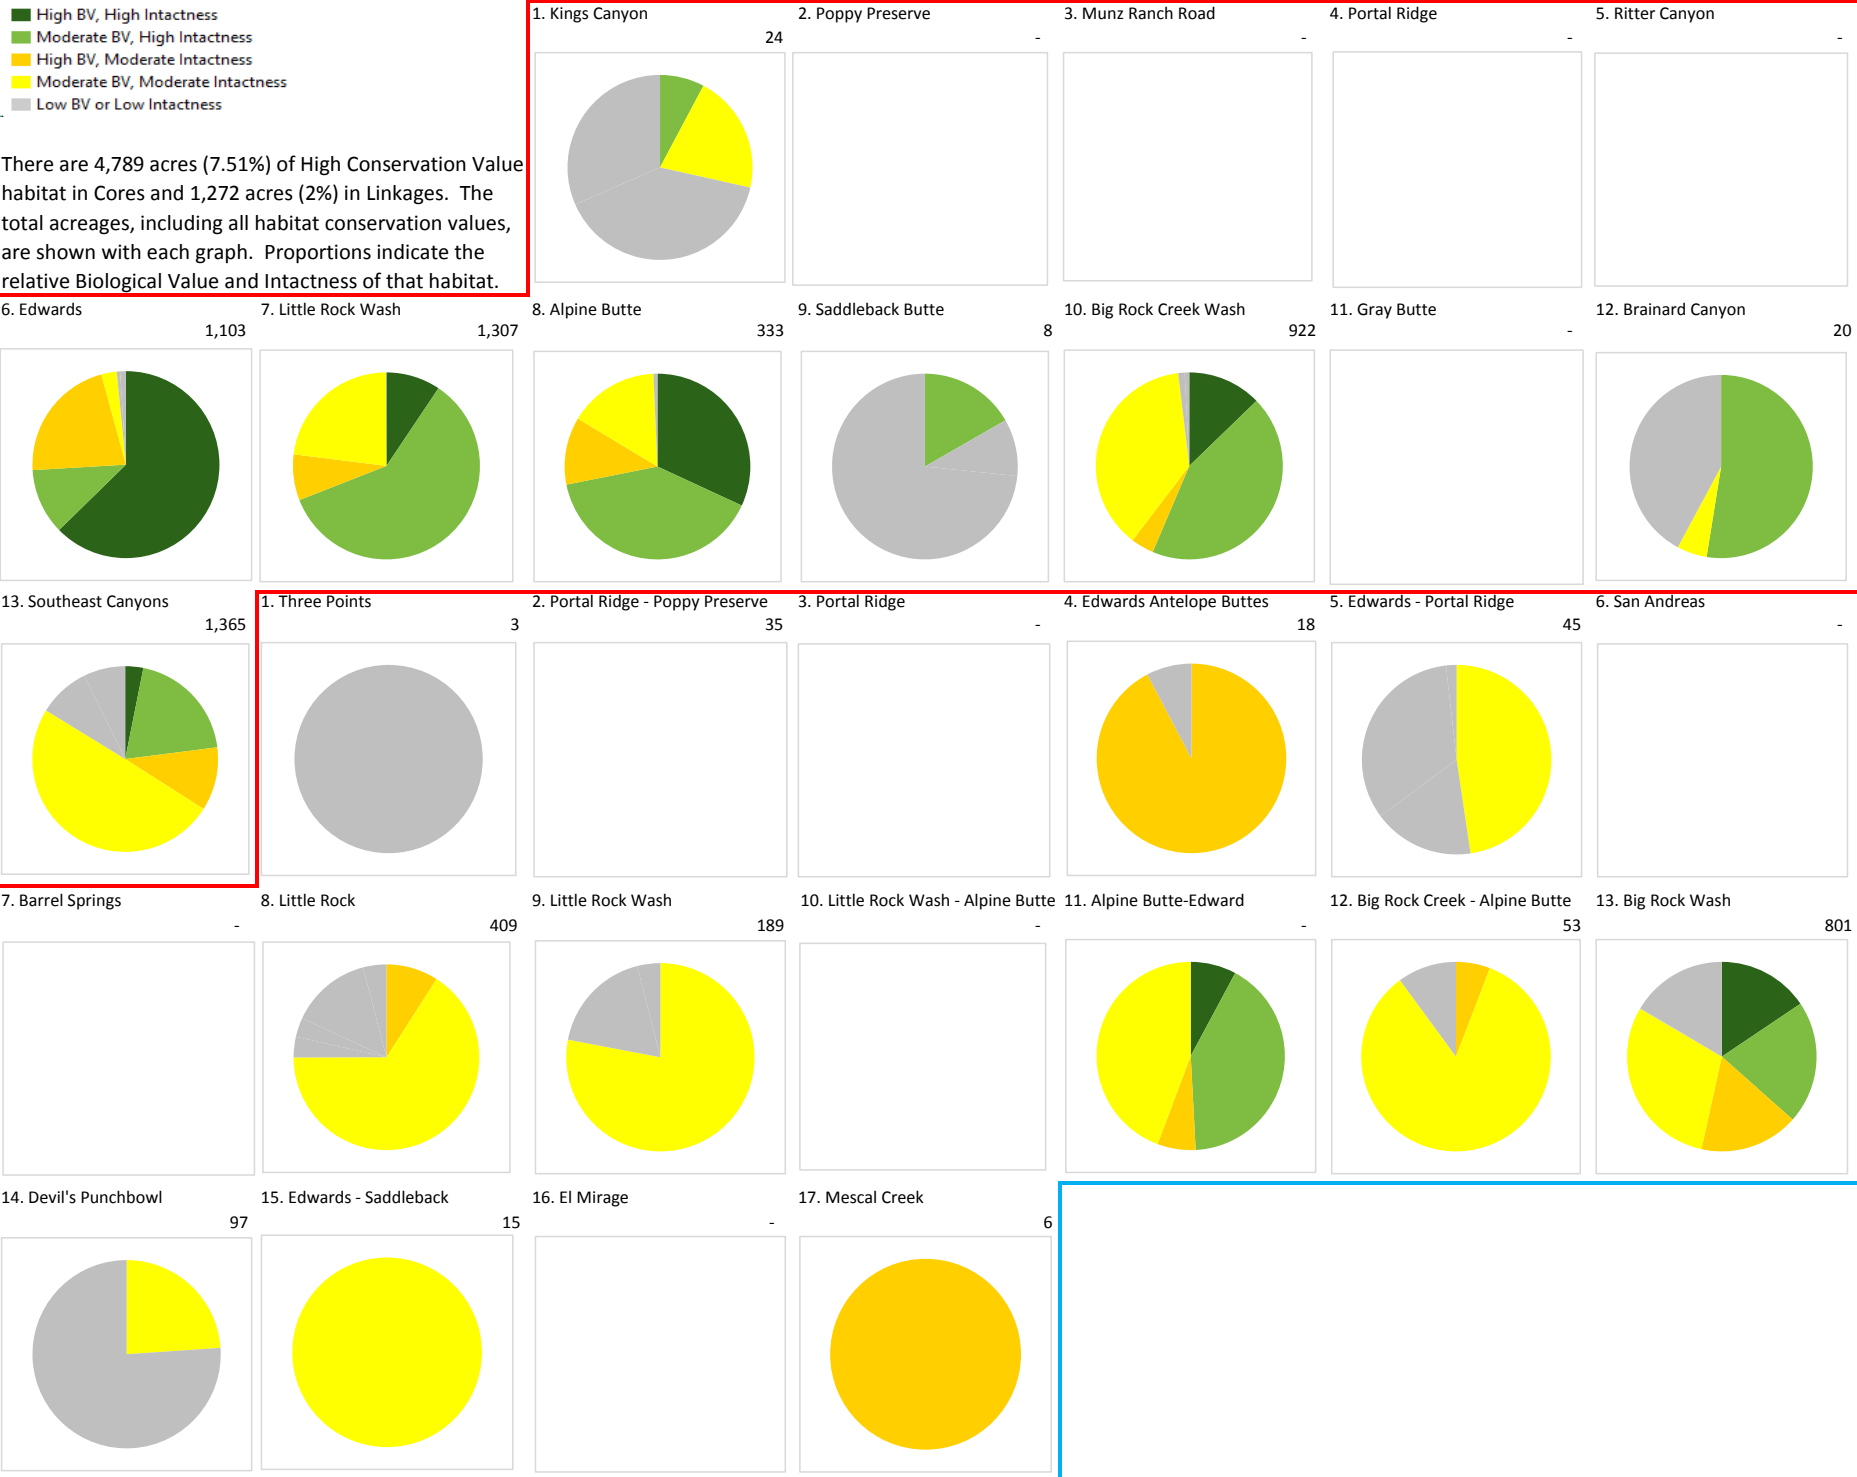 High BV, High Intactness
Moderate BV, High Intactness
High BV, Moderate Intactness
Moderate BV, Moderate Intactness
Low BV or Low Intactness
There are 4,789 acres (7.51%) of High Conservation Value
habitat in Cores and 1,272 acres (2%) in Linkages. The
total acreages, including all habitat conservation values,
are shown with each graph. Proportions indicate the
relative Biological Value and Intactness of that habitat.
1. Kings Canyon
24
2. Poppy Preserve
-
3. Munz Ranch Road
-
4. Portal Ridge
-
5. Ritter Canyon
-
6. Edwards
1,103
7. Little Rock Wash
1,307
8. Alpine Butte
333
9. Saddleback Butte
8
10. Big Rock Creek Wash
922
11. Gray Butte
-
12. Brainard Canyon
20
13. Southeast Canyons
1,365
1. Three Points
3
2. Portal Ridge - Poppy Preserve
35
3. Portal Ridge
-
4. Edwards Antelope Buttes
18
5. Edwards - Portal Ridge
45
6. San Andreas
-
7. Barrel Springs
-
8. Little Rock
409
9. Little Rock Wash
189
10. Little Rock Wash - Alpine Butte
-
11. Alpine Butte-Edward
-
12. Big Rock Creek - Alpine Butte
53
13. Big Rock Wash
801
14. Devil's Punchbowl
97
15. Edwards - Saddleback
15
16. El Mirage
-
17. Mescal Creek
6